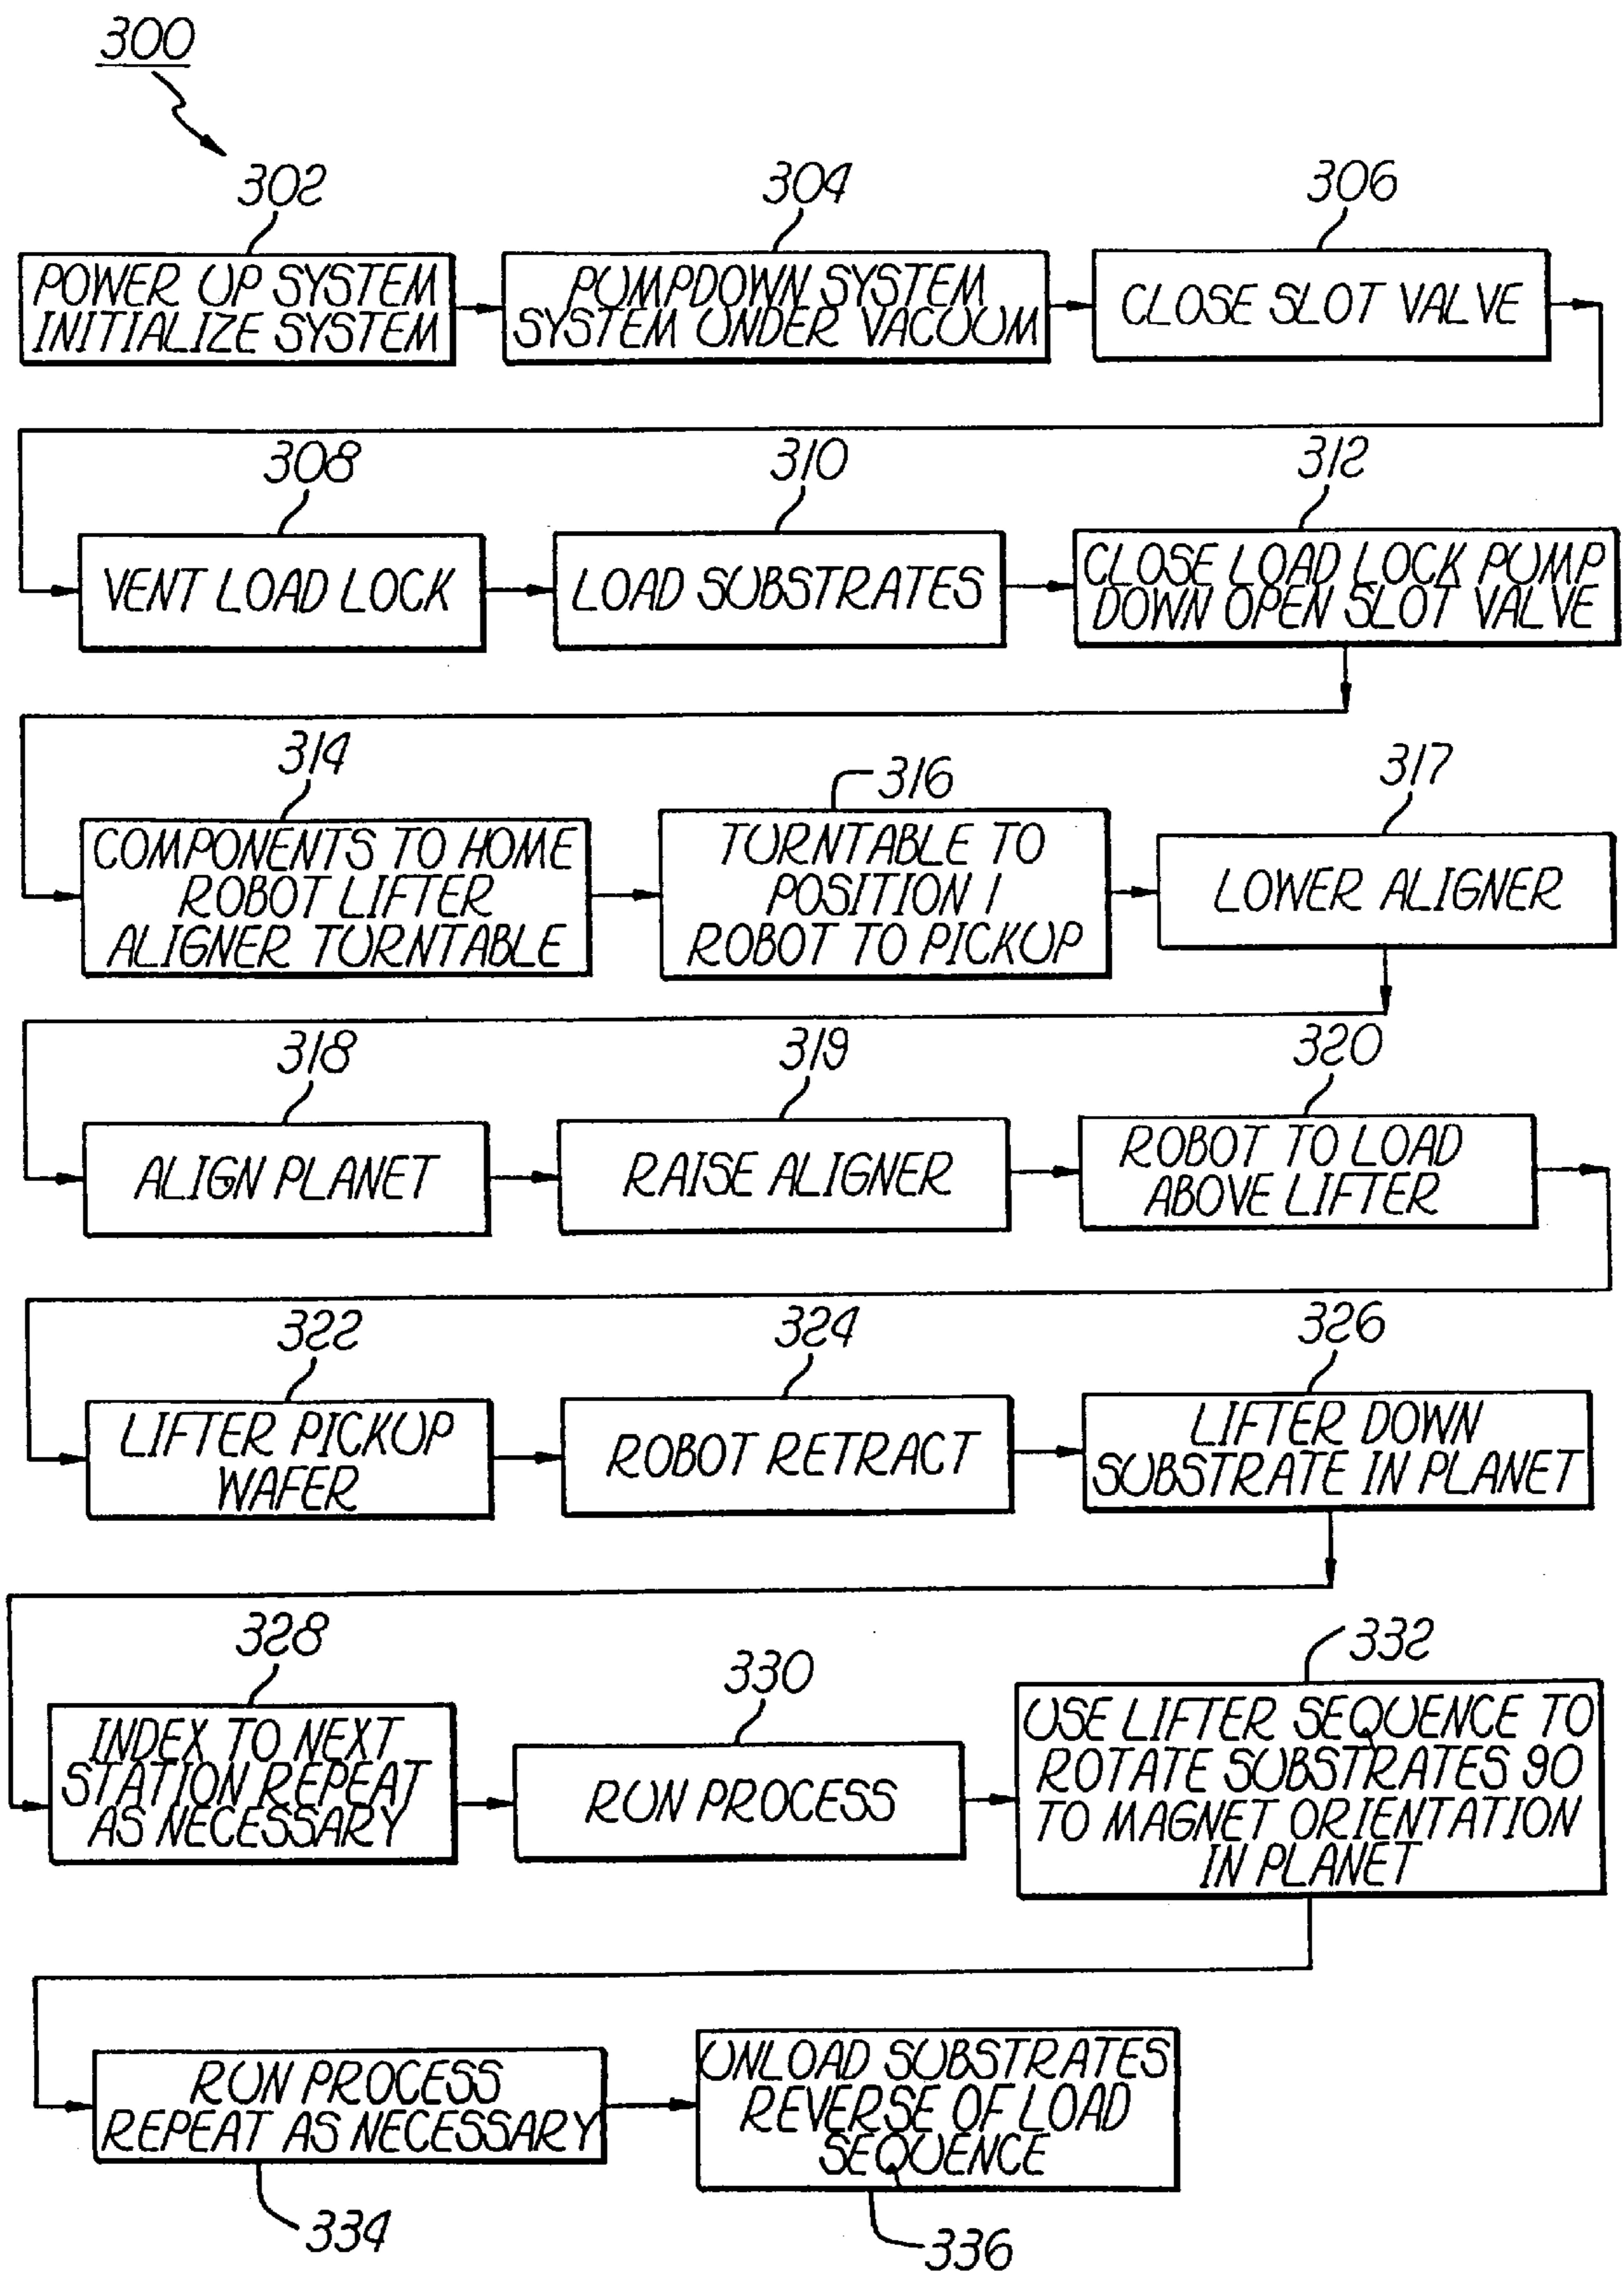 300
302
304
306
POWER UP SYSTEM
INITIALIZE SYSTEM
PUMPDOWN SYSTEM
SYSTEM UNDER VACUUM
CLOSE SLOT VALVE
308
310
312
VENT LOAD LOCK
LOAD SUBSTRATES
CLOSE LOAD LOCK PUMP
DOWN OPEN SLOT VALVE
314
316
317
COMPONENTS TO HOME
ROBOT LIFTER
ALIGNER TURNTABLE
TURNTABLE TO
POSITION 1
ROBOT TO PICKUP
LOWER ALIGNER
318
319
320
ALIGN PLANET
RAISE ALIGNER
ROBOT TO LOAD
ABOVE LIFTER
322
324
326
LIFTER PICKUP
WAFER
ROBOT RETRACT
LIFTER DOWN
SUBSTRATE IN PLANET
328
330
332
INDEX TO NEXT
STATION REPEAT
AS NECESSARY
RUN PROCESS
USE LIFTER SEQUENCE TO
ROTATE SUBSTRATES 90
TO MAGNET ORIENTATION
IN PLANET
RUN PROCESS
REPEAT AS NECESSARY
UNLOAD SUBSTRATES
REVERSE OF LOAD
SEQUENCE
334
336